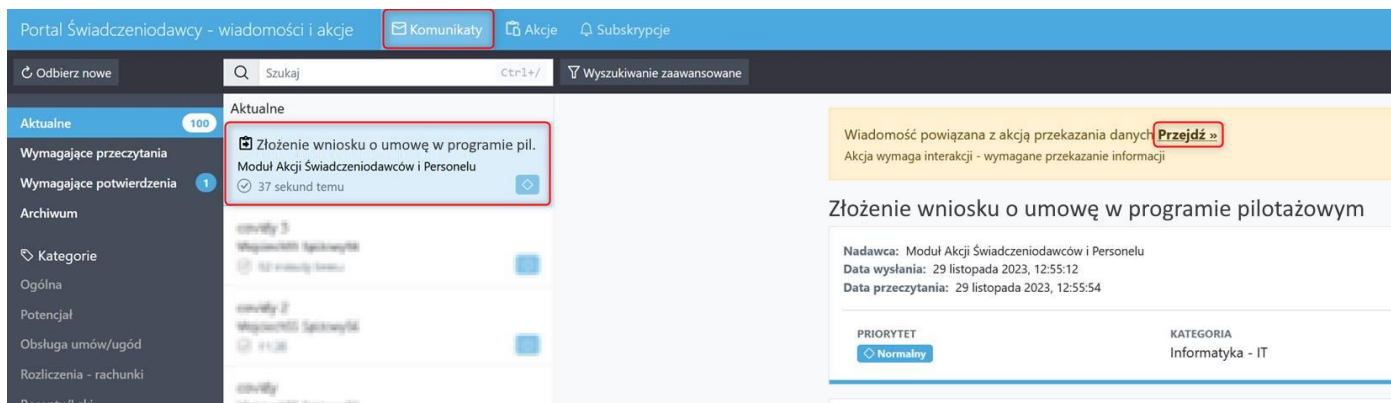 Portal Świadczeniodawcy - wiadomości i akcje
Komunikaty
Akcje
Subskrypcje
Odbierz nowe
Szukaj
Ctrl+/
Wyszukiwanie zaawansowane
Aktualne
100
Wymagające przeczytania
Wymagające potwierdzenia
1
Archiwum
Kategorie
Ogólna
Potencjał
Obsługa umów/ugód
Rozliczenia - rachunki
Aktualne
Złożenie wniosku o umowę w programie pil.
Moduł Akcji Świadczeniodawców i Personelu
37 sekund temu
Wiadomość powiązana z akcją przekazania danych Przejdź »
Akcja wymaga interakcji - wymagane przekazanie informacji
Złożenie wniosku o umowę w programie pilotażowym
Nadawca: Moduł Akcji Świadczeniodawców i Personelu
Data wysłania: 29 listopada 2023, 12:55:12
Data przeczytania: 29 listopada 2023, 12:55:54
PRIORYTET
Normalny
KATEGORIA
Informatyka - IT